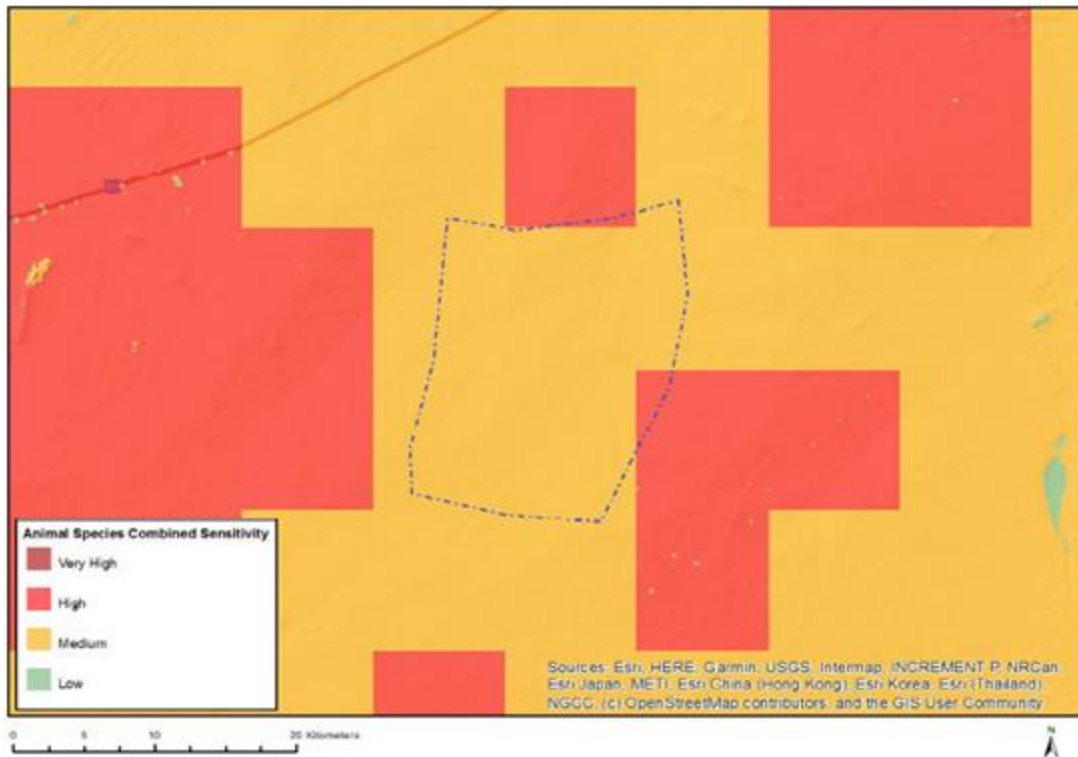 Animal Species Combined Sensitivity
Very High
High
Medium
Low
Sources: Esri, HERE, Garmin, USGS, Intermap, INCREMENT P, NRCan,
Esri Japan, METI, Esri China (Hong Kong), Esri Korea, Esri (Thailand),
NGCC, (c) OpenStreetMap contributors, and the GIS User Community
0 5 10 20 Kilometers
N